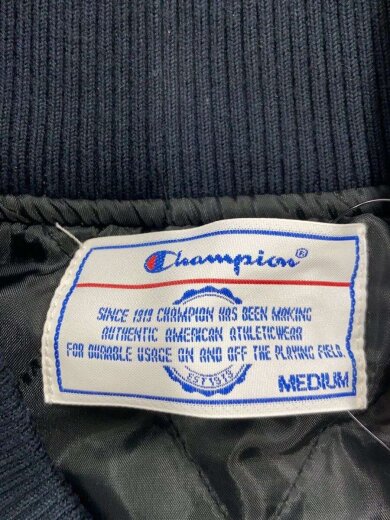 Champion®
SINCE 1919 CHAMPION HAS BEEN MAKING
AUTHENTIC AMERICAN ATHLETICWEAR
FOR DURABLE USAGE ON AND OFF THE PLAYING FIELD.
EST 1919
MEDIUM